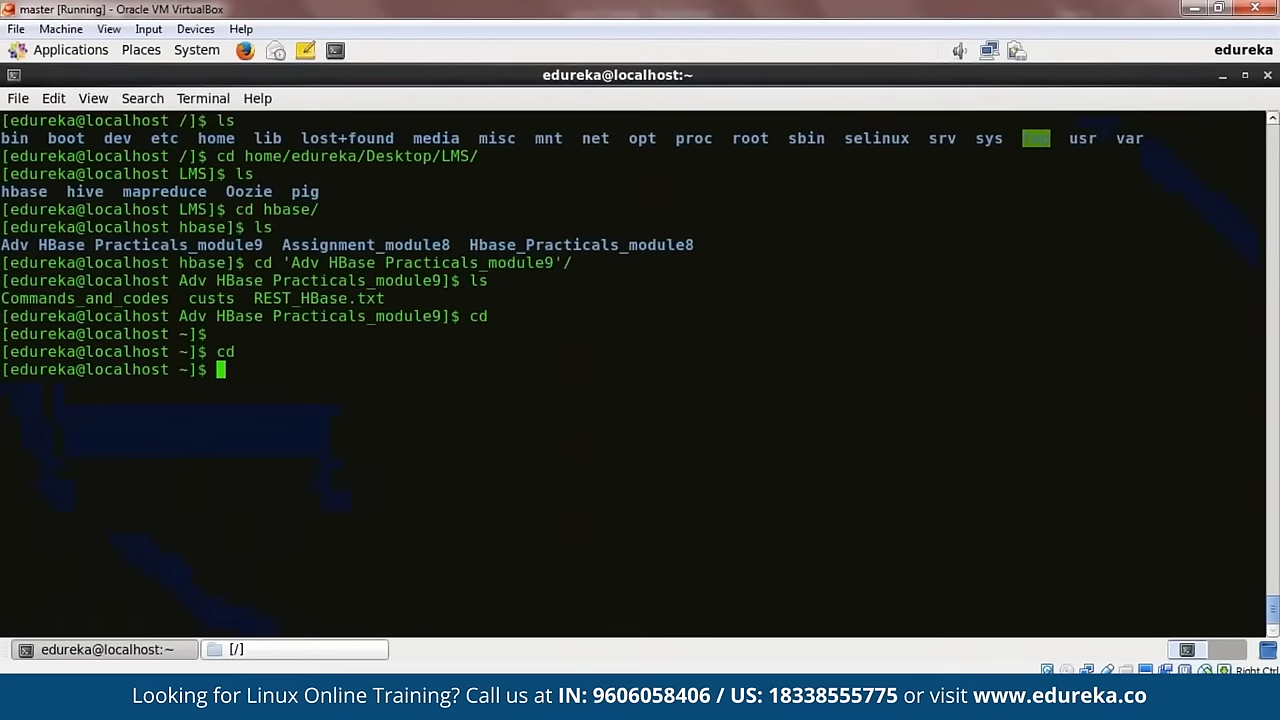 master [Running] - Oracle VM VirtualBox
File Machine View Input Devices Help
Applications Places System edureka
edureka@localhost:~
File Edit View Search Terminal Help
[edureka@localhost /]$ ls
bin boot dev etc home lib lost+found media misc mnt net opt proc root sbin selinux srv sys tmp usr var
[edureka@localhost /]$ cd home/edureka/Desktop/LMS/
[edureka@localhost LMS]$ ls
hbase hive mapreduce Oozie pig
[edureka@localhost LMS]$ cd hbase/
[edureka@localhost hbase]$ ls
Adv HBase Practicals_module9 Assignment_module8 Hbase_Practicals_module8
[edureka@localhost hbase]$ cd 'Adv HBase Practicals_module9'/
[edureka@localhost Adv HBase Practicals_module9]$ ls
Commands_and_codes custs REST_HBase.txt
[edureka@localhost Adv HBase Practicals_module9]$ cd
[edureka@localhost ~]$
[edureka@localhost ~]$ cd
[edureka@localhost ~]$
edureka@localhost:~ [/]
Right Ctrl
Looking for Linux Online Training? Call us at IN: 9606058406 / US: 18338555775 or visit www.edureka.co